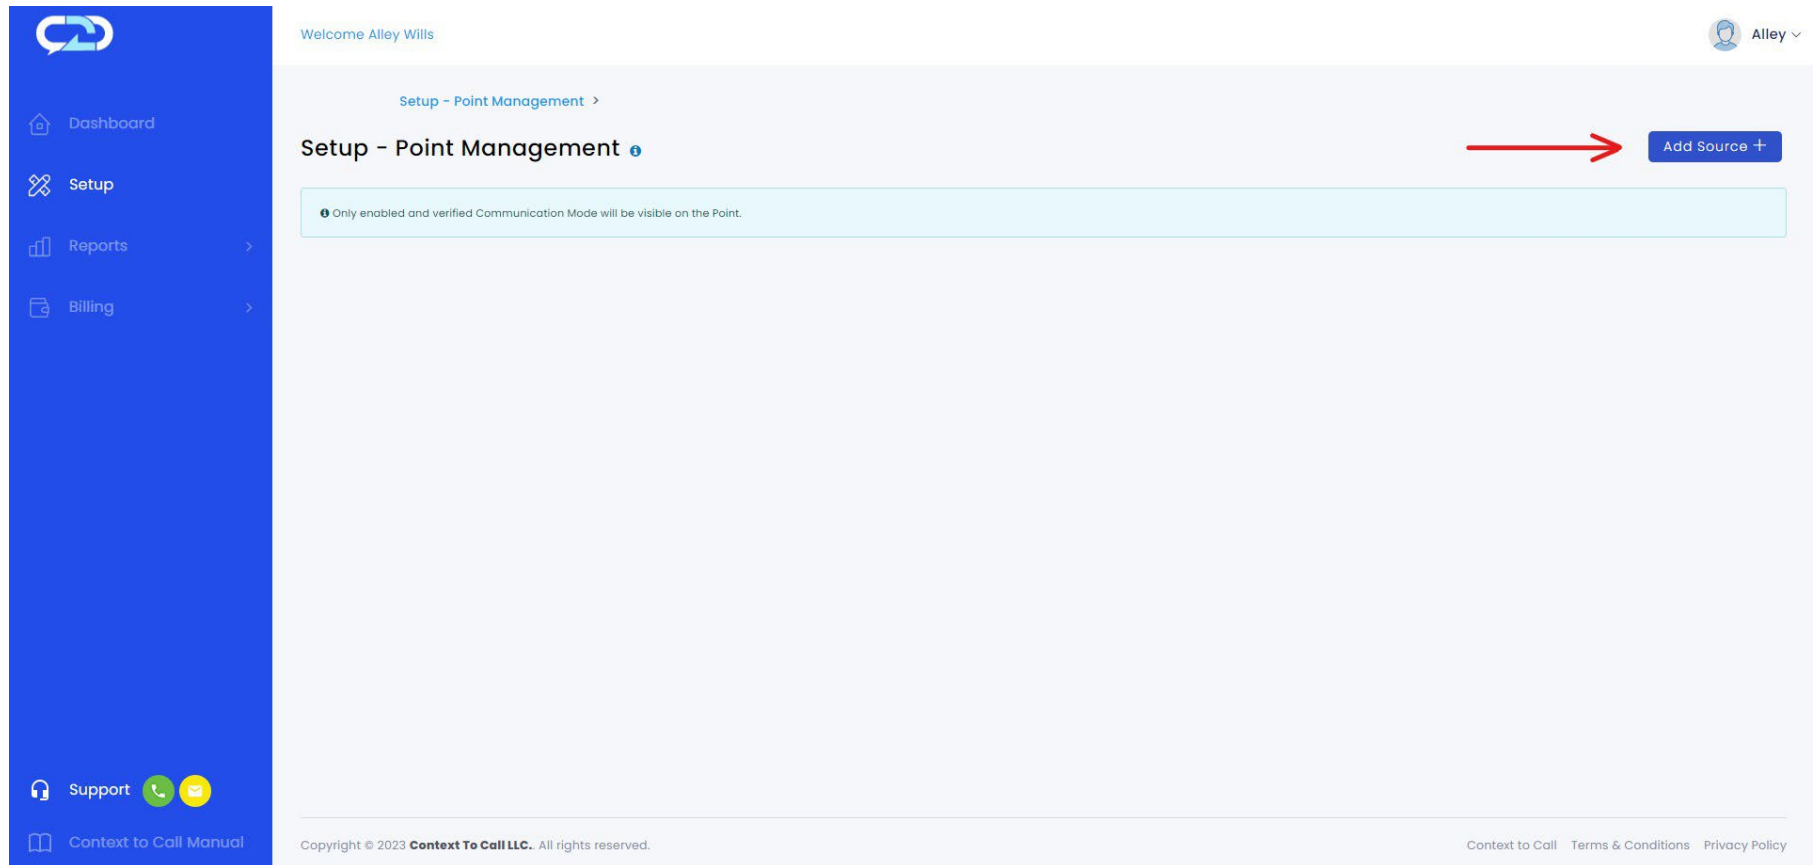 Welcome Alley Wills
Alley
Dashboard
Setup
Reports
Billing
Setup - Point Management >
Setup - Point Management
Add Source +
Only enabled and verified Communication Mode will be visible on the Point.
Support
Context to Call Manual
Copyright © 2023 Context To Call LLC.. All rights reserved.
Context to Call Terms & Conditions Privacy Policy